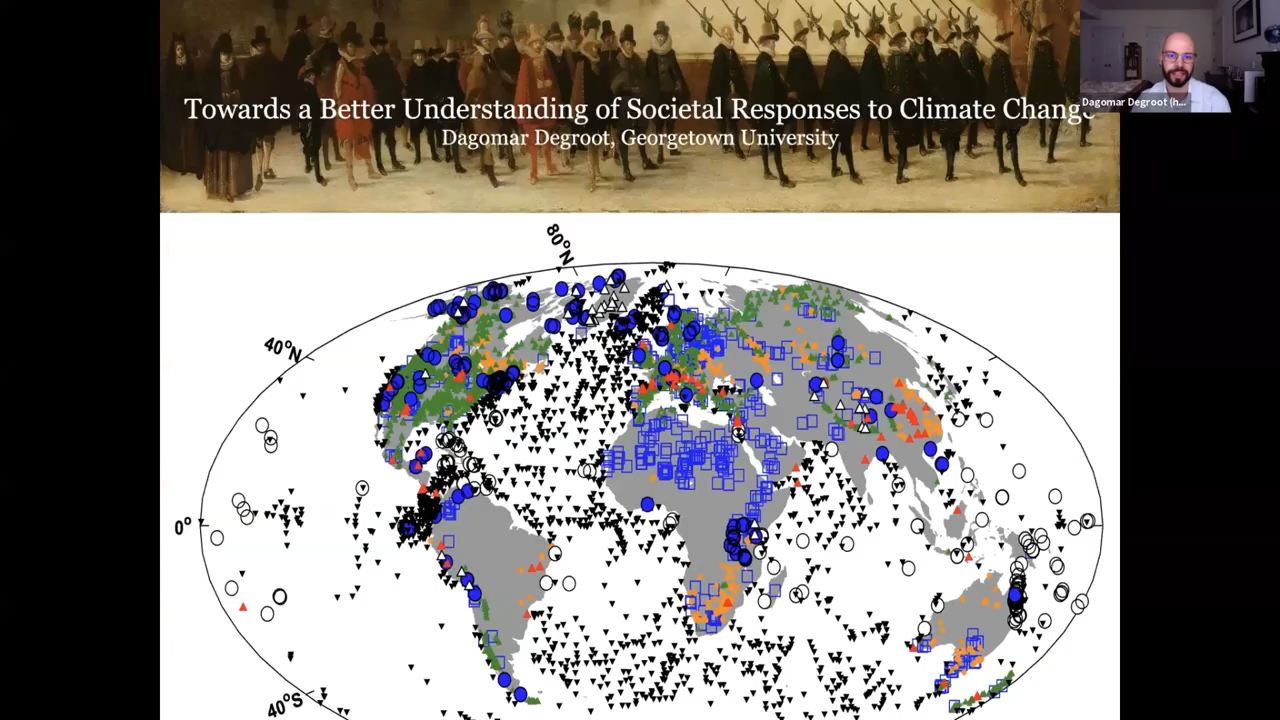 Towards a Better Understanding of Societal Responses to Climate Change
Dagomar Degroot, Georgetown University
Dagomar Degroot (h...
80°N
40°N
0°
40°S